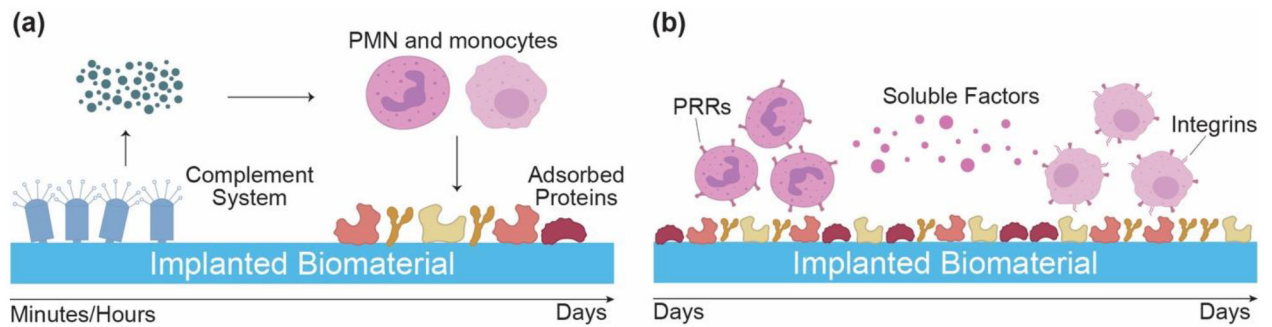 (a)
PMN and monocytes
Complement
System
Adsorbed
Proteins
Implanted Biomaterial
Minutes/Hours
Days
(b)
PRRs
Soluble Factors
Integrins
Implanted Biomaterial
Days
Days